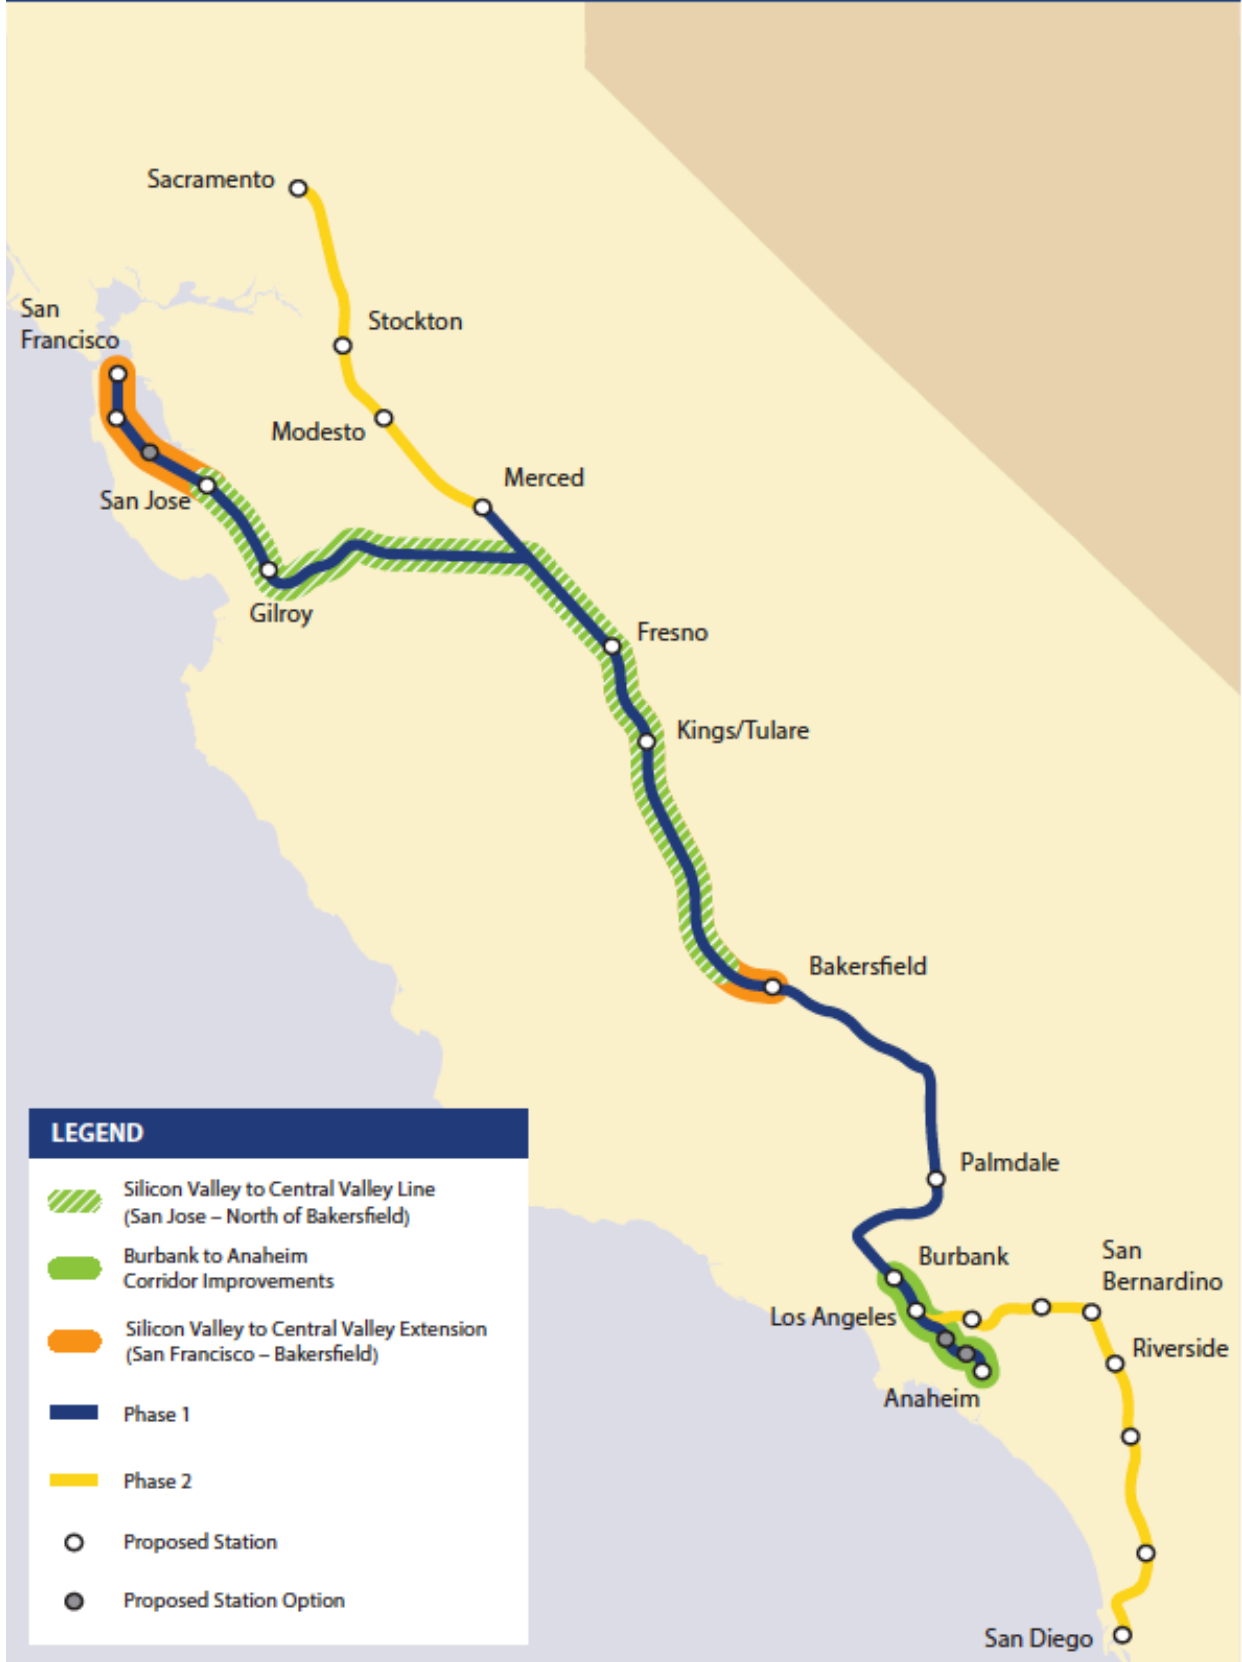 Sacramento
San
Francisco
Stockton
Modesto
Merced
San Jose
Gilroy
Fresno
Kings/Tulare
Bakersfield
Palmdale
Burbank
San
Bernardino
Los Angeles
Riverside
Anaheim
San Diego
LEGEND
Silicon Valley to Central Valley Line
(San Jose – North of Bakersfield)
Burbank to Anaheim
Corridor Improvements
Silicon Valley to Central Valley Extension
(San Francisco – Bakersfield)
Phase 1
Phase 2
Proposed Station
Proposed Station Option